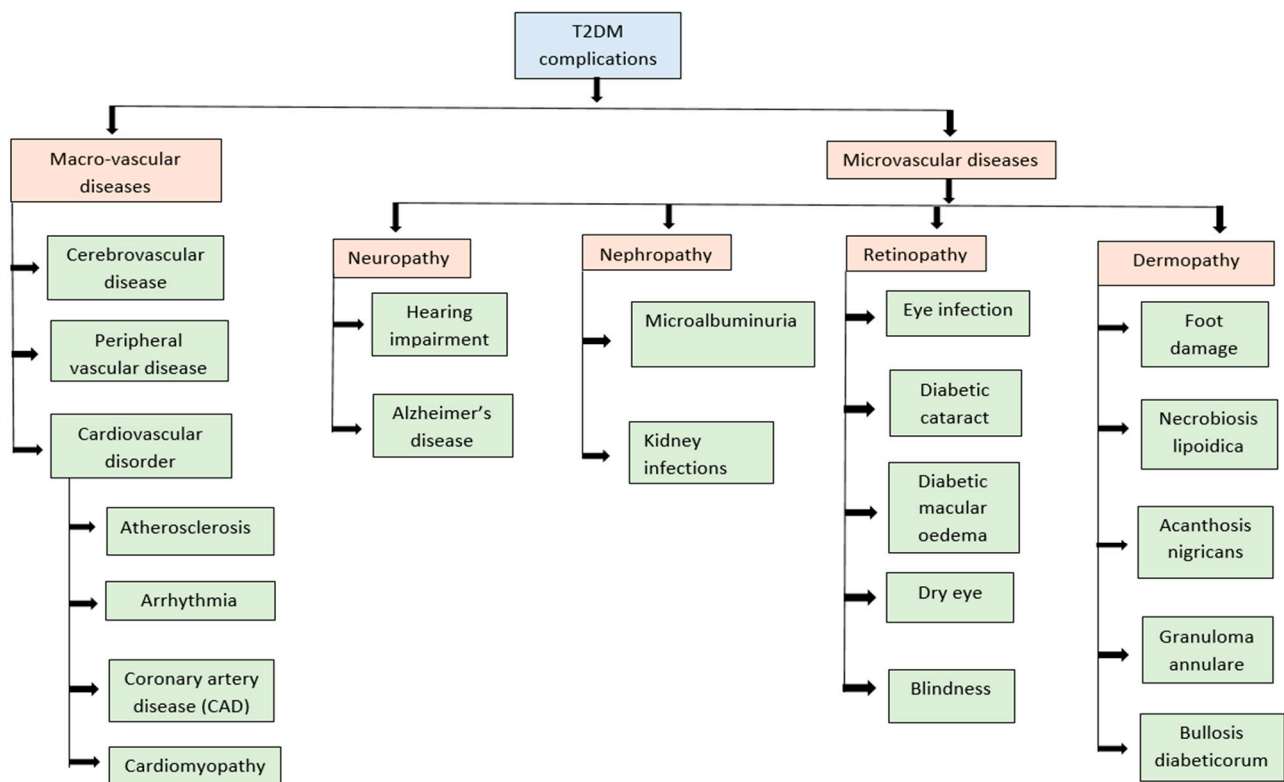 T2DM
complications
Macro-vascular
diseases
Microvascular diseases
Cerebrovascular
disease
Peripheral
vascular disease
Cardiovascular
disorder
Atherosclerosis
Arrhythmia
Coronary artery
disease (CAD)
Cardiomyopathy
Neuropathy
Hearing
impairment
Alzheimer’s
disease
Nephropathy
Microalbuminuria
Kidney
infections
Retinopathy
Eye infection
Diabetic
cataract
Diabetic
macular
oedema
Dry eye
Blindness
Dermopathy
Foot
damage
Necrobiosis
lipoidica
Acanthosis
nigricans
Granuloma
annulare
Bullosis
diabeticorum